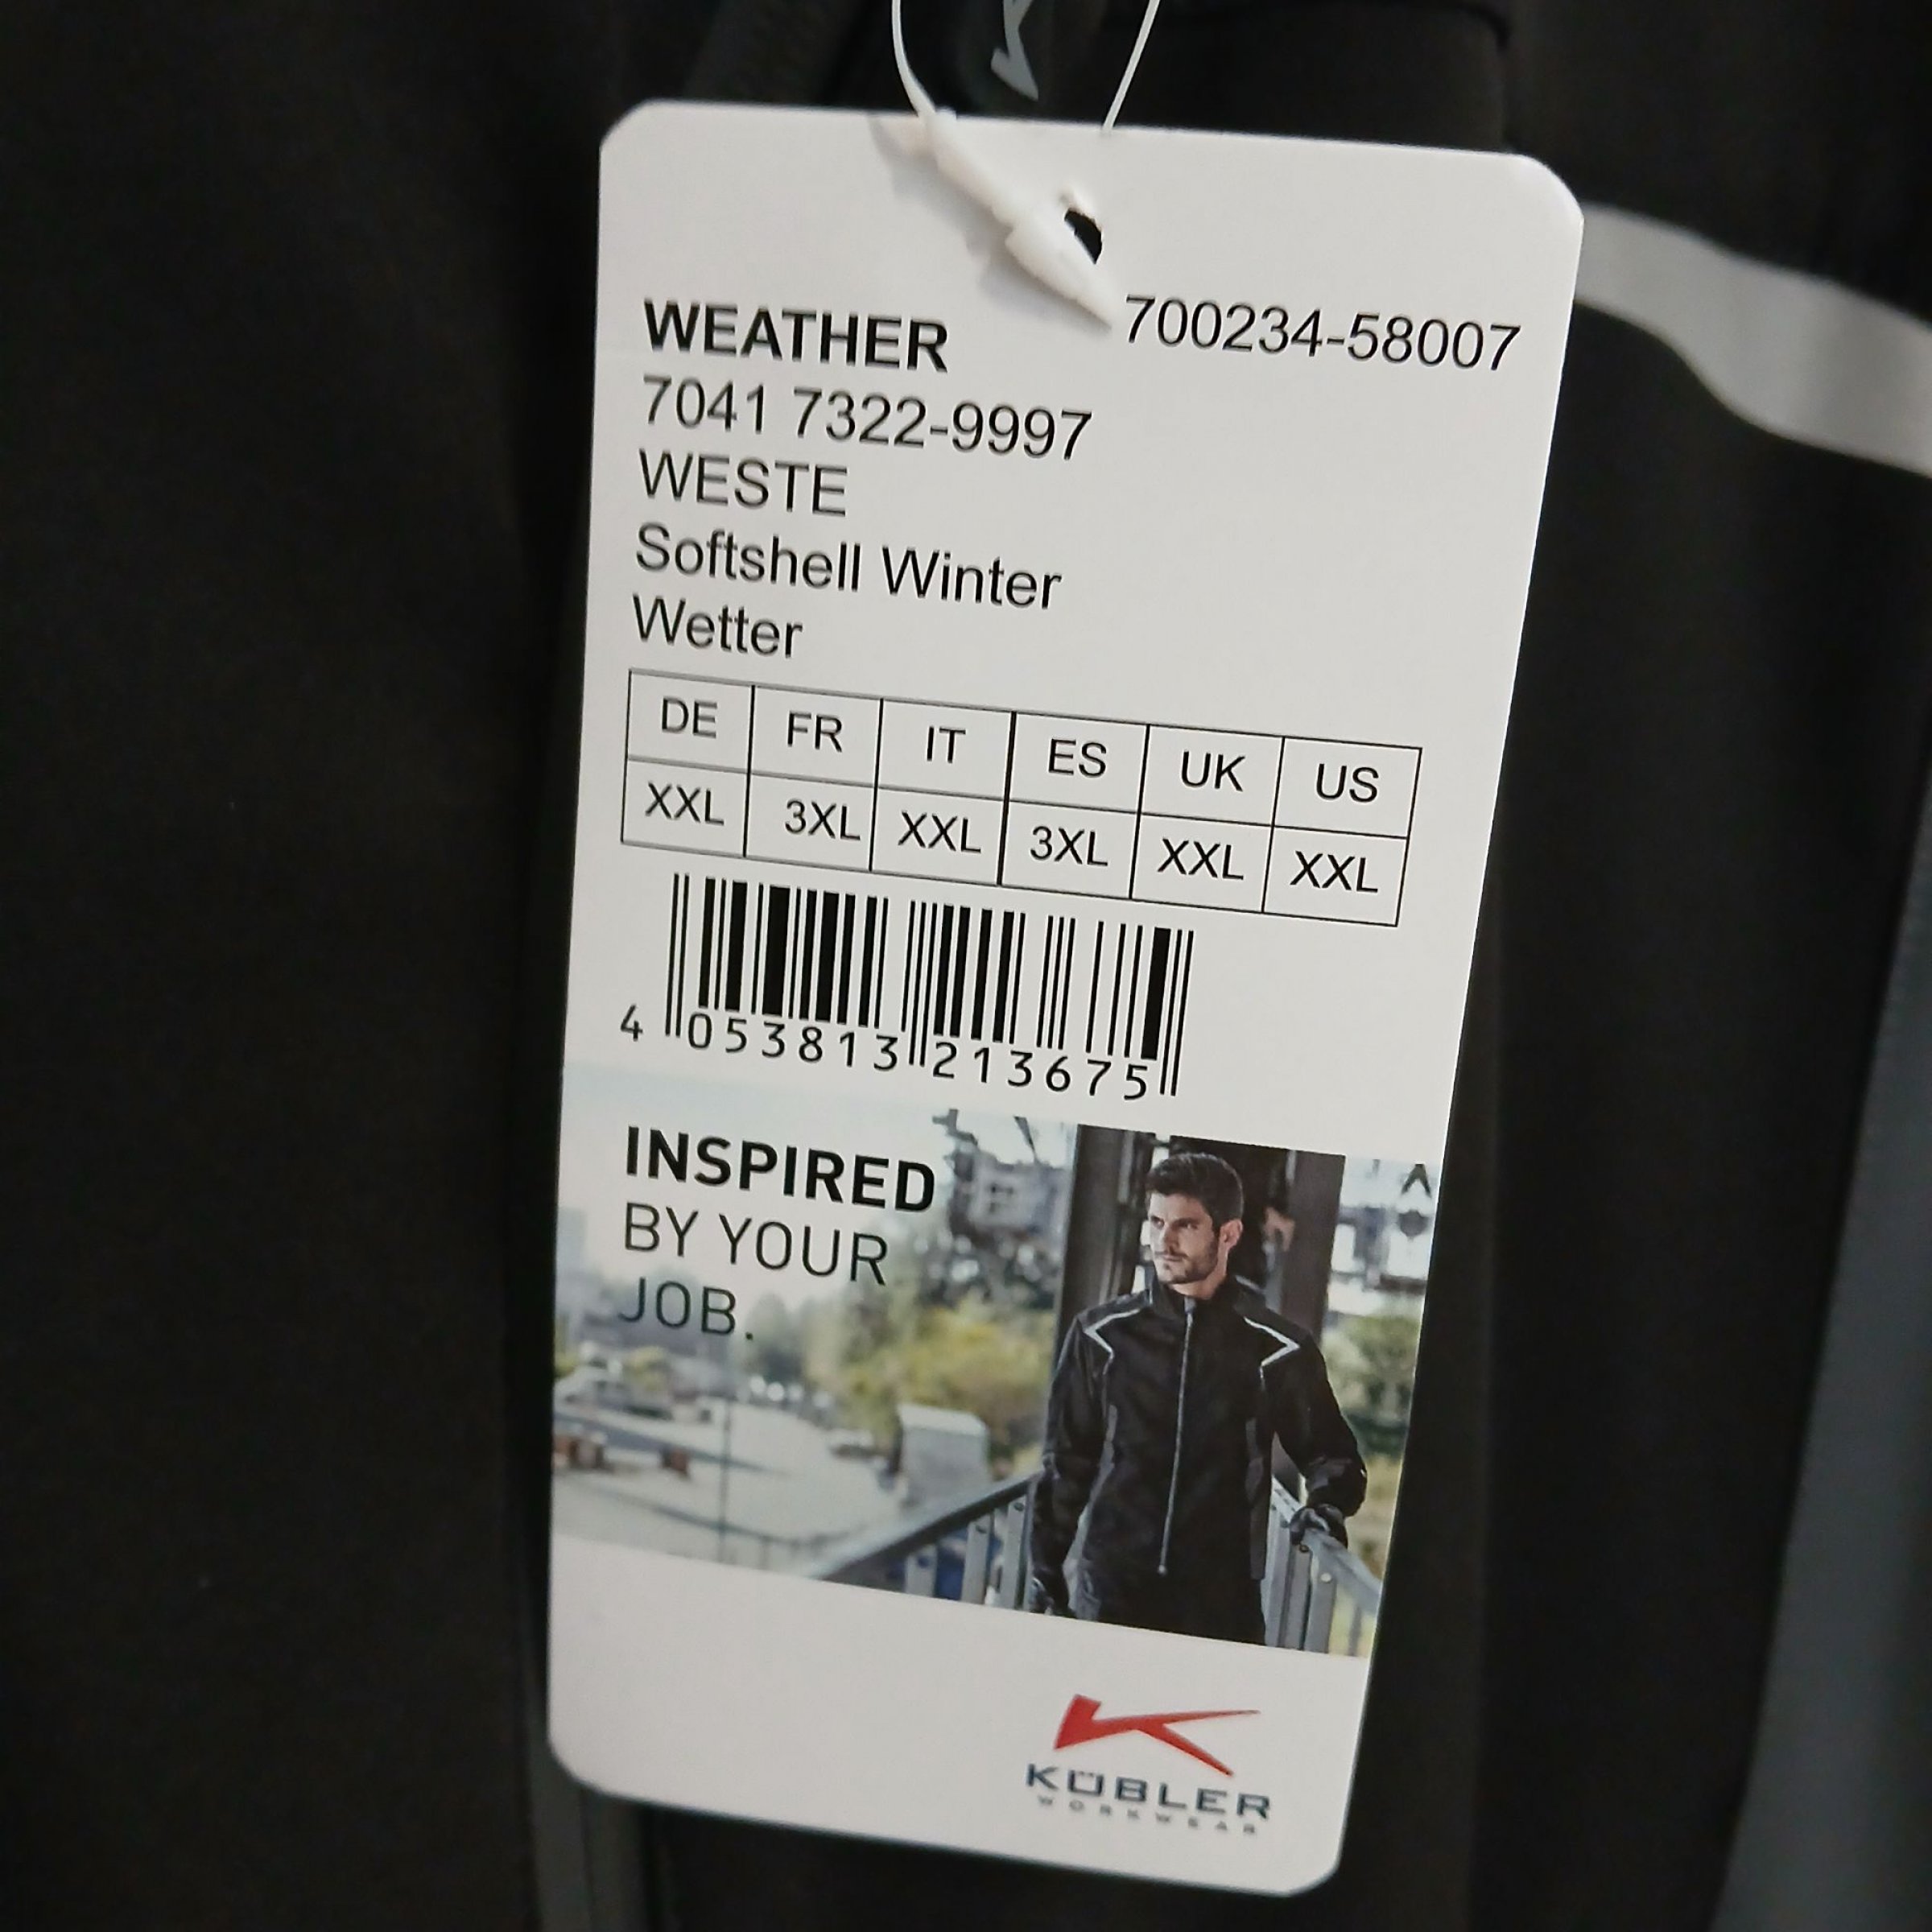 WEATHER 700234-58007
7041 7322-9997
WESTE
Softshell Winter
Wetter
DE FR IT ES UK US
XXL 3XL XXL 3XL XXL XXL
4 053813 213675
INSPIRED
BY YOUR
JOB.
KÜBLER
WORKWEAR